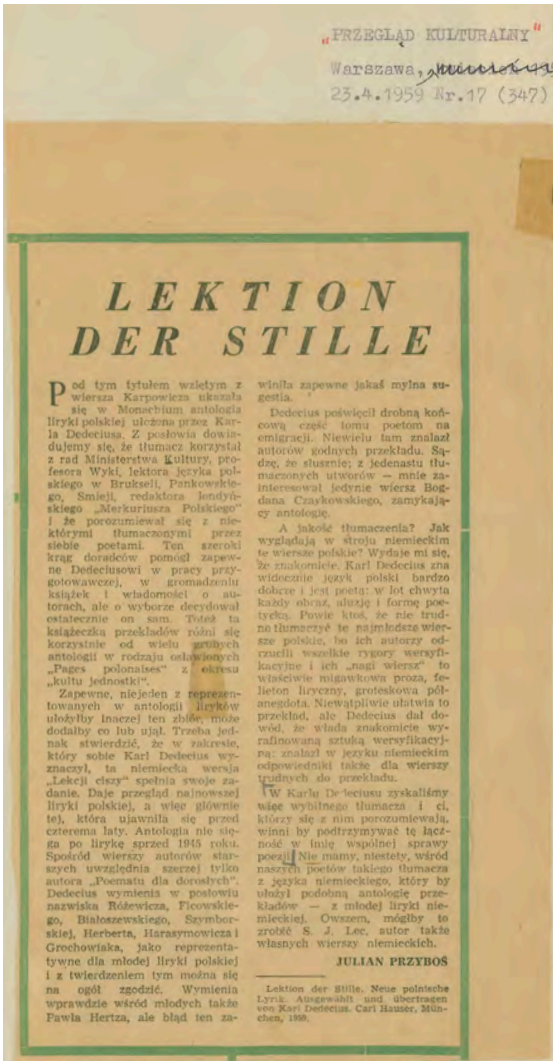 "PRZEGLĄD KULTURALNY"
Warszawa,
23.4.1959 Nr.17 (347)
LEKTION
DER STILLE
Pod tym tytułem wziętym z
wiersza Karpowicza ukazała
się w Monachium antologia
liryki polskiej ułożona przez Kar-
la Dedeciusa. Z posłowia dowia-
dujemy się, że tłumacz korzystał
z rad Ministerstwa Kultury, pro-
fesora Wyki, lektora języka pol-
skiego w Brukseli, Pankowskie-
go, Smieji, redaktora londyń-
skiego „Merkuriusza Polskiego"
i że porozumiewał się z nie-
którymi tłumaczonymi przez
siebie poetami. Ten szeroki
krąg doradców pomógł zapew-
ne Dedeciusowi w pracy przy-
gotowawczej, w gromadzeniu
książek i wiadomości o au-
torach, ale o wyborze decydował
ostatecznie on sam. Toteż ta
książeczka przekładów różni się
korzystnie od wielu grubych
antologii w rodzaju osławionych
„Pages polonaises" z okresu
„kultu jednostki".
Zapewne, niejeden z reprezen-
towanych w antologii liryków
ułożyłby inaczej ten zbiór, może
dodałby co lub ujął. Trzeba jed-
nak stwierdzić, że w zakresie,
który sobie Karl Dedecius wy-
znaczył, ta niemiecka wersja
„Lekcji ciszy" spełnia swoje za-
danie. Daje przegląd najnowszej
liryki polskiej, a więc głównie
tej, która ujawniła się przed
czterema laty. Antologia nie się-
ga po lirykę sprzed 1945 roku.
Spośród wierszy autorów star-
szych uwzględnia szerzej tylko
autora „Poematu dla dorosłych".
Dedecius wymienia w posłowiu
nazwiska Różewicza, Ficowskie-
go, Białoszewskiego, Szymbor-
skiej, Herberta, Harasymowicza i
Grochowiaka, jako reprezenta-
tywne dla młodej liryki polskiej
i z twierdzeniem tym można się
na ogół zgodzić. Wymienia
wprawdzie wśród młodych także
Pawła Hertza, ale błąd ten za-
winiła zapewne jakaś mylna su-
gestia.
Dedecius poświęcił drobną koń-
cową część tomu poetom na
emigracji. Niewielu tam znalazł
autorów godnych przekładu. Są-
dzę, że słusznie; z jedenastu tłu-
maczonych utworów — mnie za-
interesował jedynie wiersz Bog-
dana Czaykowskiego, zamykają-
cy antologię.
A jakość tłumaczenia? Jak
wyglądają w stroju niemieckim
te wiersze polskie? Wydaje mi się,
że znakomicie. Karl Dedecius zna
widocznie język polski bardzo
dobrze i jest poetą: w lot chwyta
każdy obraz, aluzję i formę poe-
tycką. Powie ktoś, że nie trud-
no tłumaczyć te najmłodsze wier-
sze polskie, bo ich autorzy od-
rzucili wszelkie rygory wersyfi-
kacyjne i ich „nagi wiersz" to
właściwie migawkowa proza, fe-
lieton liryczny, groteskowa pół-
anegdota. Niewątpliwie ułatwia to
przekład, ale Dedecius dał do-
wód, że włada znakomicie wy-
rafinowaną sztuką wersyfikacyj-
ną: znalazł w języku niemieckim
odpowiedniki także dla wierszy
trudnych do przekładu.
W Karlu Dedeciusu zyskaliśmy
więc wybitnego tłumacza i ci,
którzy się z nim porozumiewają,
winni by podtrzymywać tę łącz-
ność w imię wspólnej sprawy
poezji. Nie mamy, niestety, wśród
naszych poetów takiego tłumacza
z języka niemieckiego, który by
ułożył podobną antologię prze-
kładów — z młodej liryki nie-
mieckiej. Owszem, mógłby to
zrobić S. J. Lec, autor także
własnych wierszy niemieckich.
JULIAN PRZYBOŚ
Lektion der Stille. Neue polnische
Lyrik. Ausgewählt und übertragen
von Karl Dedecius. Carl Hauser, Mün-
chen, 1959.